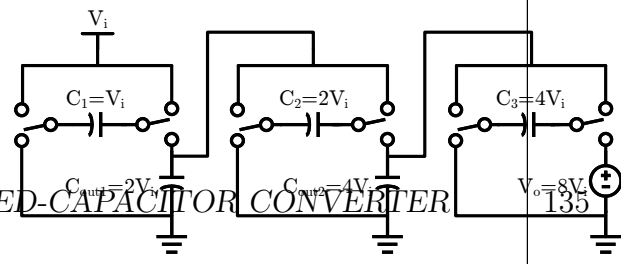 Vi
C1=Vi C2=2Vi C3=4Vi
Cout1=2Vi Cout2=4Vi Vo=8Vi
ED-CAPACITOR CONVERTER 135